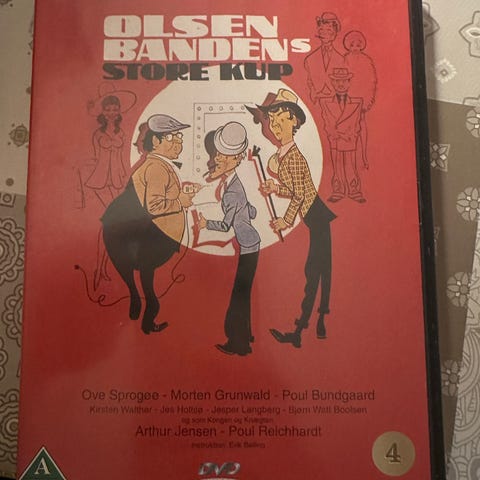 OLSEN
BANDENS
STORE KUP
Ove Sprogøe - Morten Grunwald - Poul Bundgaard
Kirsten Walther - Jes Holtsø - Jesper Langberg - Bjørn Watt Boolsen
og som Kongen og Knægten
Arthur Jensen - Poul Reichhardt
Instruktion: Erik Balling
A
DVD
4